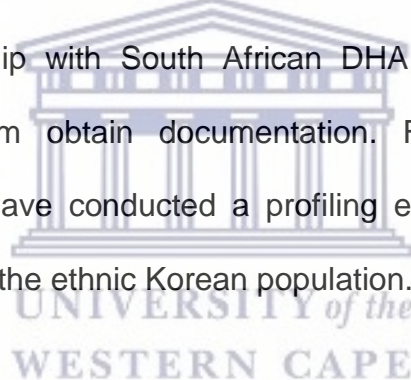 ip with South African DHA
m obtain documentation. F
ave conducted a profiling e
the ethnic Korean population.
UNIVERSITY of the
WESTERN CAPE